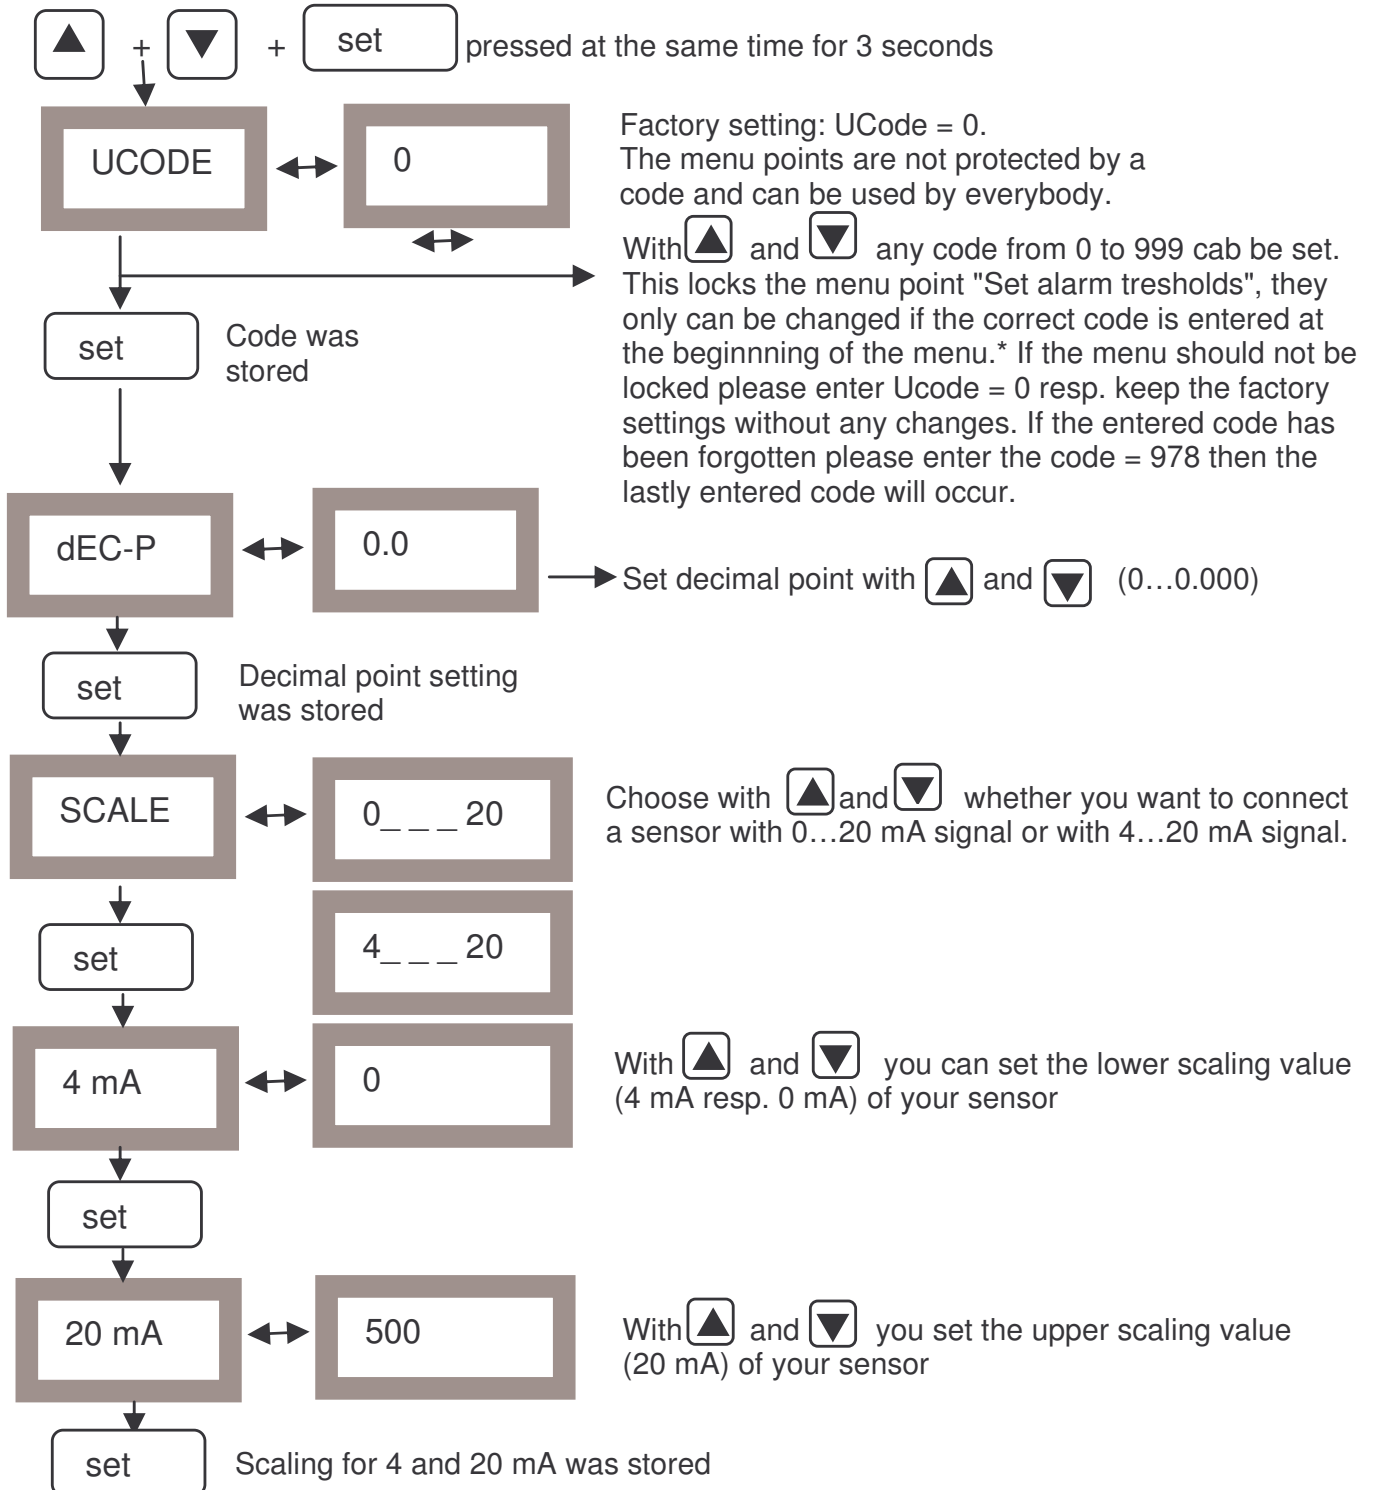 + + set pressed at the same time for 3 seconds
UCODE 0
Factory setting: UCode = 0.
The menu points are not protected by a
code and can be used by everybody.
With and any code from 0 to 999 cab be set.
This locks the menu point "Set alarm tresholds", they
only can be changed if the correct code is entered at
the beginnning of the menu.* If the menu should not be
locked please enter Ucode = 0 resp. keep the factory
settings without any changes. If the entered code has
been forgotten please enter the code = 978 then the
lastly entered code will occur.
set
Code was
stored
dEC-P 0.0
Set decimal point with and (0…0.000)
set
Decimal point setting
was stored
SCALE 0_ _ _ 20
Choose with and whether you want to connect
a sensor with 0…20 mA signal or with 4…20 mA signal.
set
4_ _ _ 20
4 mA 0
With and you can set the lower scaling value
(4 mA resp. 0 mA) of your sensor
set
20 mA 500
With and you set the upper scaling value
(20 mA) of your sensor
set Scaling for 4 and 20 mA was stored